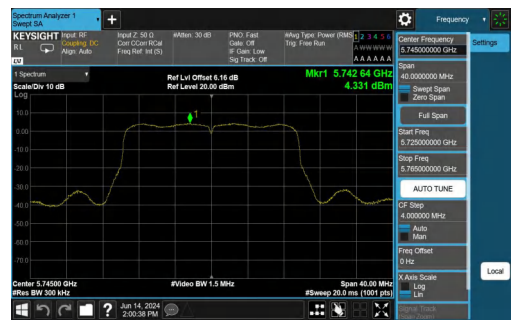 Spectrum Analyzer 1
Swept SA
Frequency
KEYSIGHT
Input: RF
Coupling: DC
Align: Auto
Input Z: 50 Ω
Corr CCorr RCal
Freq Ref: Int (S)
#Atten: 30 dB
PNO: Fast
Gate: Off
IF Gain: Low
Sig Track: Off
#Avg Type: Power (RMS
Trig: Free Run
1 2 3 4 5 6
A W W W W W
A A A A A A
RL
LV
1 Spectrum
Scale/Div 10 dB
Log
Ref Lvl Offset 6.16 dB
Ref Level 20.00 dBm
Mkr1 5.742 64 GHz
4.331 dBm
1
10.0
0.00
-10.0
-20.0
-30.0
-40.0
-50.0
-60.0
-70.0
Center 5.74500 GHz
#Res BW 300 kHz
#Video BW 1.5 MHz
Span 40.00 MHz
#Sweep 20.0 ms (1001 pts)
Center Frequency
5.745000000 GHz
Span
40.0000000 MHz
Swept Span
Zero Span
Full Span
Start Freq
5.725000000 GHz
Stop Freq
5.765000000 GHz
AUTO TUNE
CF Step
4.000000 MHz
Auto
Man
Freq Offset
0 Hz
X Axis Scale
Log
Lin
Signal Track
Settings
Local
?
Jun 14, 2024
2:00:38 PM